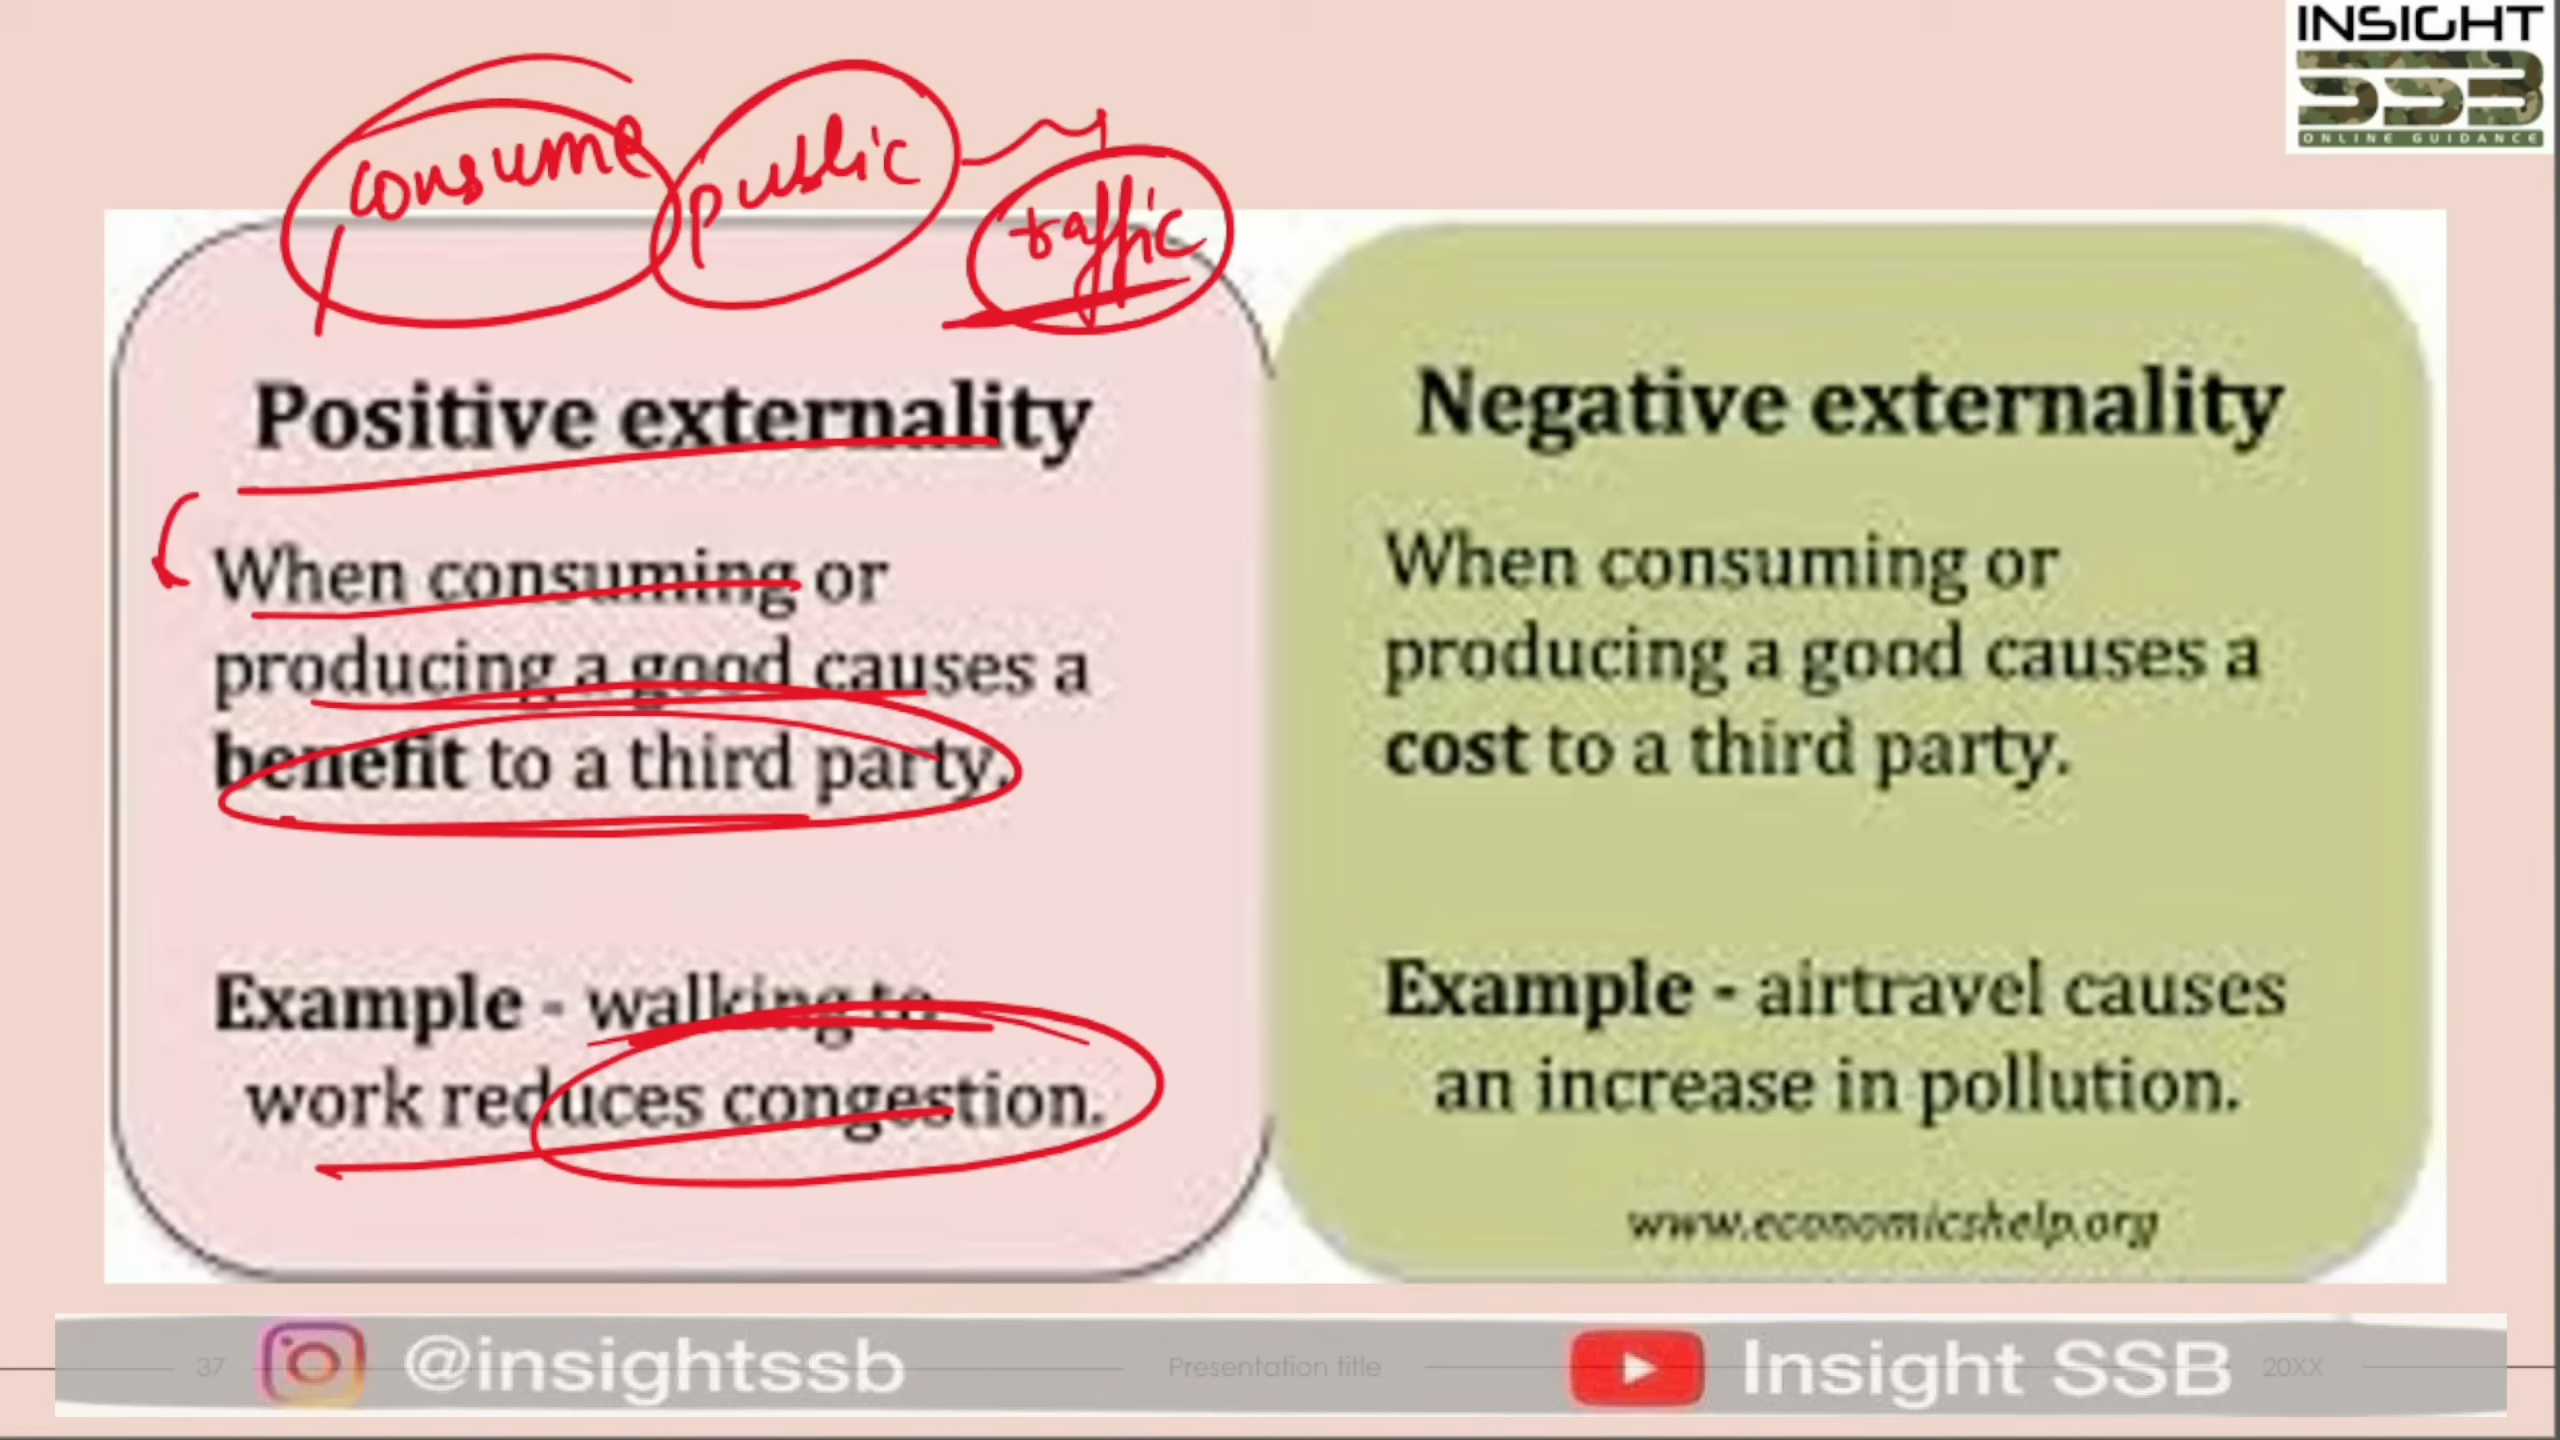 INSIGHT
SSB
ONLINE GUIDANCE
consume public
traffic
Positive externality
When consuming or
producing a good causes a
benefit to a third party.
Example - walking to
work reduces congestion.
Negative externality
When consuming or
producing a good causes a
cost to a third party.
Example - airtravel causes
an increase in pollution.
www.economicshelp.org
37
@insightssb
Presentation title
Insight SSB
20XX